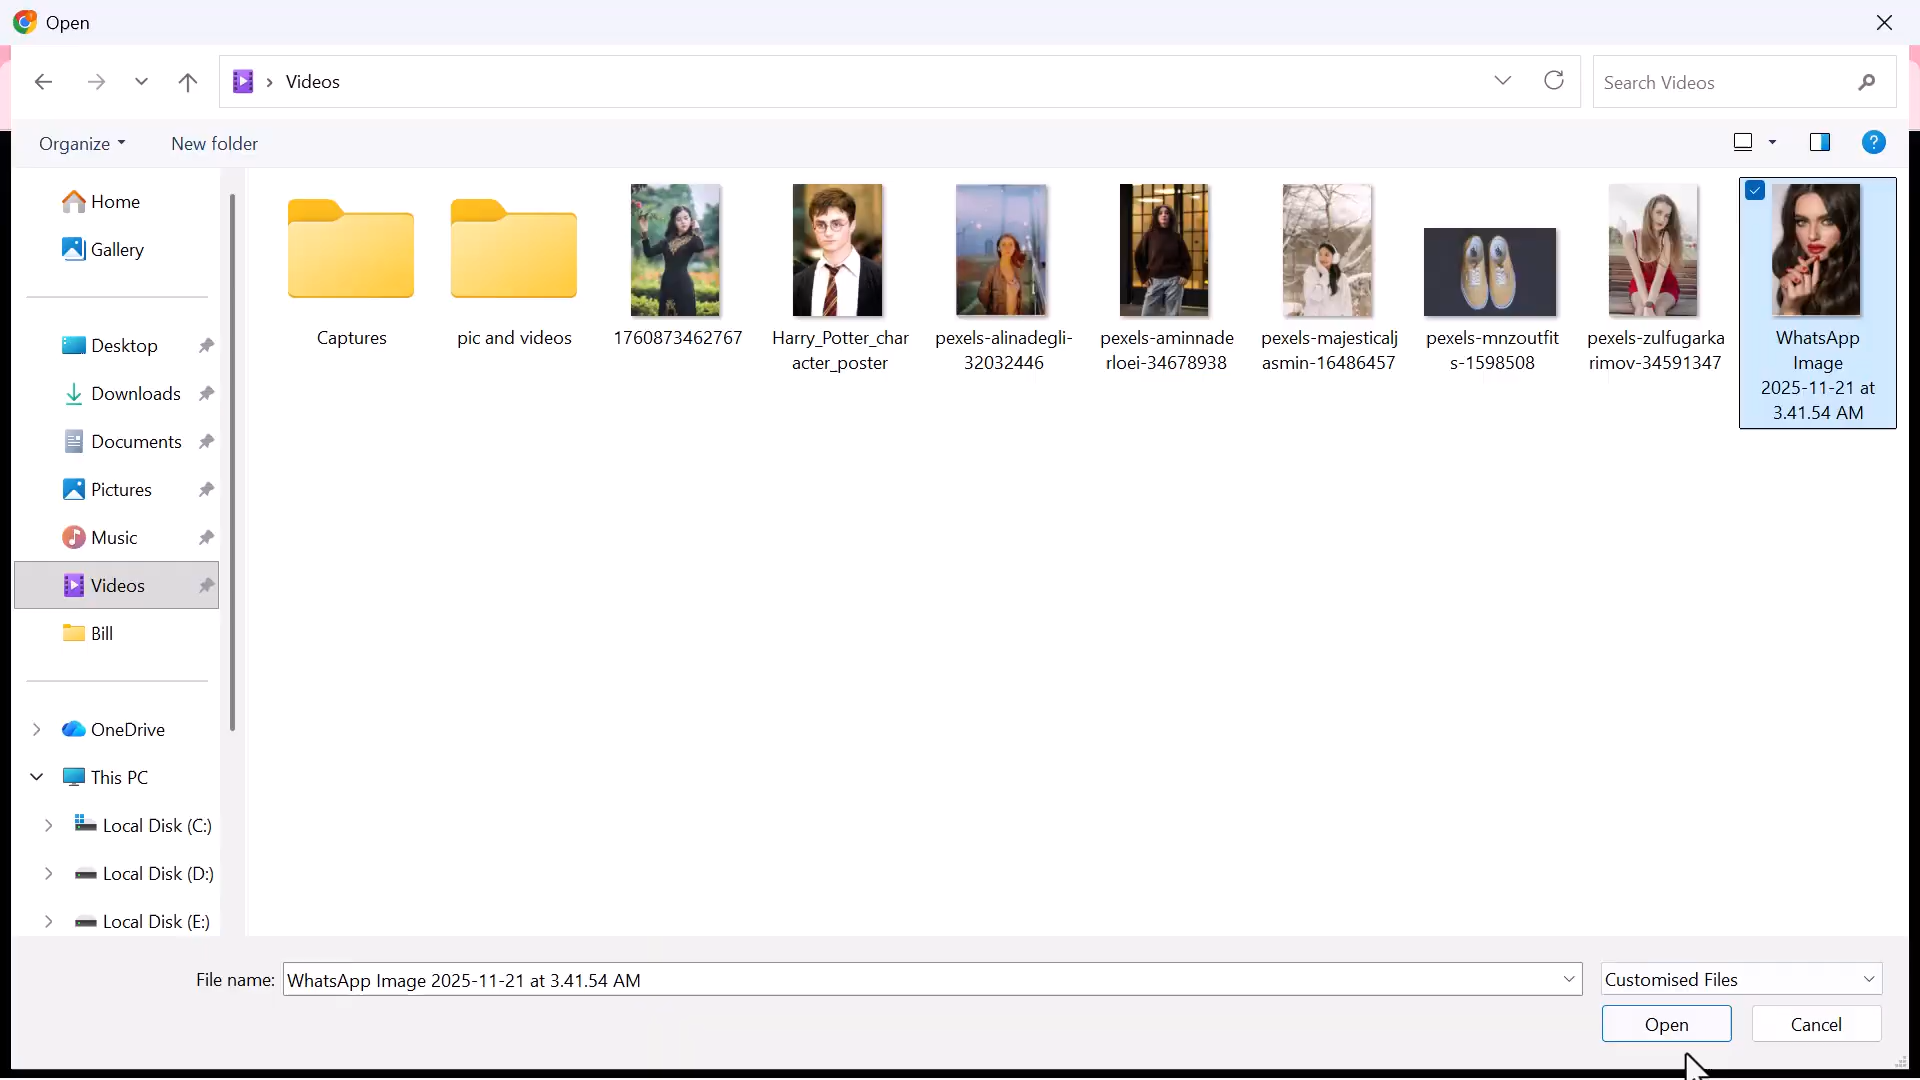 Open
Videos
Search Videos
Organize
New folder
?
Home
Gallery
Desktop
Downloads
Documents
Pictures
Music
Videos
Bill
OneDrive
This PC
Local Disk (C:)
Local Disk (D:)
Local Disk (E:)
Captures
pic and videos
1760873462767
Harry_Potter_char
acter_poster
pexels-alinadegli-
32032446
pexels-aminnade
rloei-34678938
pexels-majesticalj
asmin-16486457
pexels-mnzoutfit
s-1598508
pexels-zulfugarka
rimov-34591347
WhatsApp
Image
2025-11-21 at
3.41.54 AM
File name:
WhatsApp Image 2025-11-21 at 3.41.54 AM
Customised Files
Open
Cancel